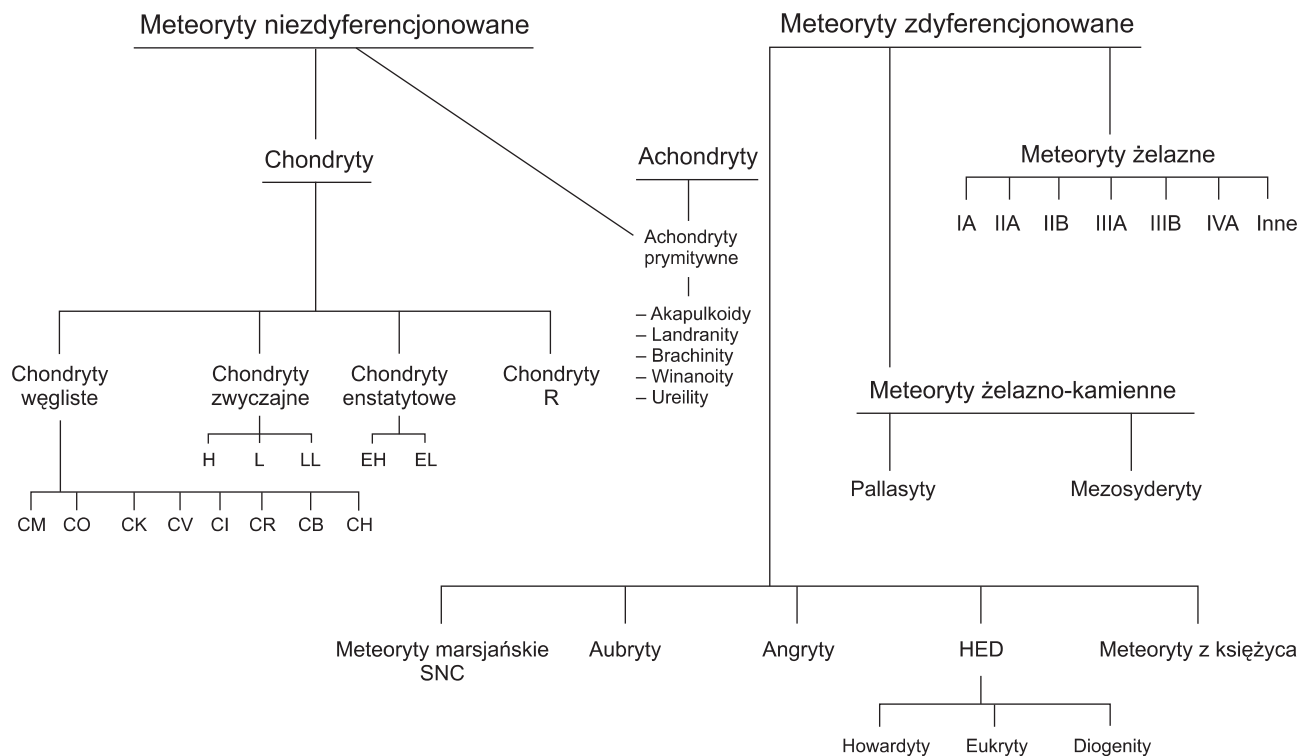 Meteoryty niezdyferencjonowane
Meteoryty zdyferencjonowane
Chondryty
Achondryty
Meteoryty żelazne
IA IIA IIB IIIA IIIB IVA Inne
Achondryty
prymitywne
– Akapulkoidy
– Landranity
– Brachinity
– Winanoity
– Ureility
Chondryty
węgliste
Chondryty
zwyczajne
Chondryty
enstatytowe
Chondryty
R
H L LL
EH EL
CM CO CK CV CI CR CB CH
Meteoryty żelazno-kamienne
Pallasyty
Mezosyderyty
Meteoryty marsjańskie
SNC
Aubryty
Angryty
HED
Meteoryty z księżyca
Howardyty Eukryty Diogenity